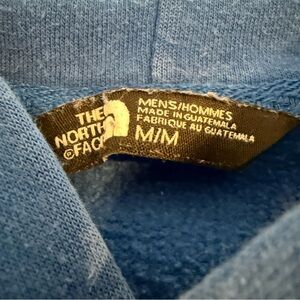 THE
NORTH
©FACE
MENS/HOMMES
MADE IN GUATEMALA
FABRIQUE AU GUATEMALA
M/M